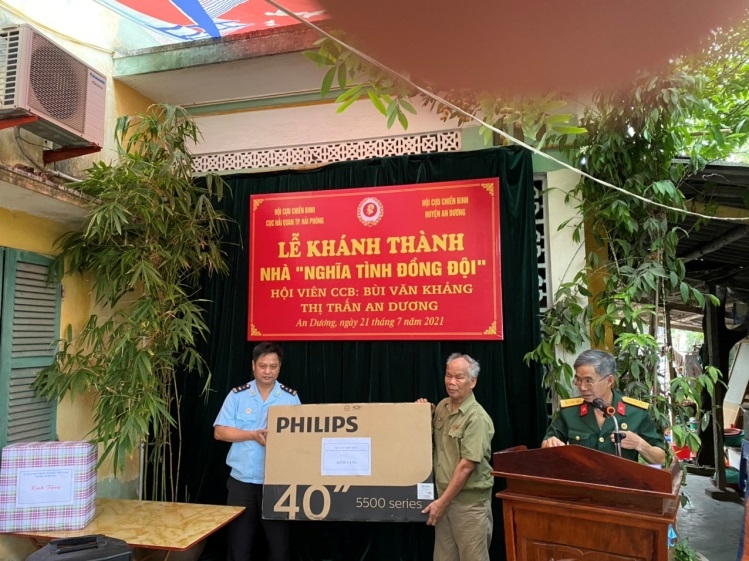 HỘI CỰU CHIẾN BINH
CỤC HẢI QUAN TP. HẢI PHÒNG
HỘI CỰU CHIẾN BINH
HUYỆN AN DƯƠNG
LỄ KHÁNH THÀNH
NHÀ "NGHĨA TÌNH ĐỒNG ĐỘI"
HỘI VIÊN CCB: BÙI VĂN KHẢNG
THỊ TRẤN AN DƯƠNG
An Dương, ngày 21 tháng 7 năm 2021
PHILIPS
40"
5500 series
Kính Tặng
Panasonic